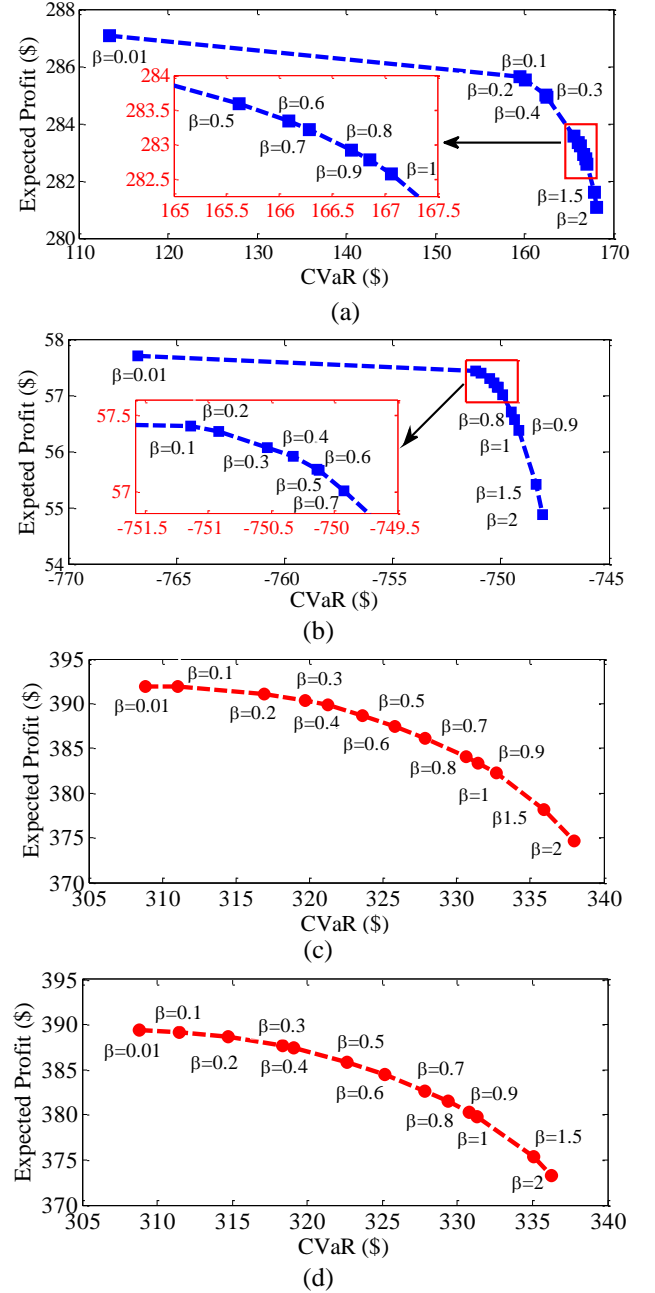 288
286
284
282
280
Expected Profit ($)
β=0.01
β=0.1
β=0.2
β=0.3
β=0.4
β=1.5
β=2
284
283.5
283
282.5
β=0.5
β=0.6
β=0.7
β=0.8
β=0.9
β=1
165 165.5 166 166.5 167 167.5
110 120 130 140 150 160 170
CVaR ($)
(a)
58
57
56
55
54
Expeted Profit ($)
β=0.01
β=0.8
β=0.9
β=1
β=1.5
β=2
57.5
57
β=0.2
β=0.1
β=0.4
β=0.3
β=0.6
β=0.5
β=0.7
-751.5 -751 -750.5 -750 -749.5
-770 -765 -760 -755 -750 -745
CVaR ($)
(b)
395
390
385
380
375
370
Expected Profit ($)
β=0.01
β=0.1
β=0.2
β=0.3
β=0.4
β=0.5
β=0.6
β=0.7
β=0.8
β=0.9
β=1
β1.5
β=2
305 310 315 320 325 330 335 340
CVaR ($)
(c)
395
390
385
380
375
370
Expected Profit ($)
β=0.01
β=0.1
β=0.2
β=0.3
β=0.4
β=0.5
β=0.6
β=0.7
β=0.8
β=0.9
β=1
β=1.5
β=2
305 310 315 320 325 330 335 340
CVaR ($)
(d)